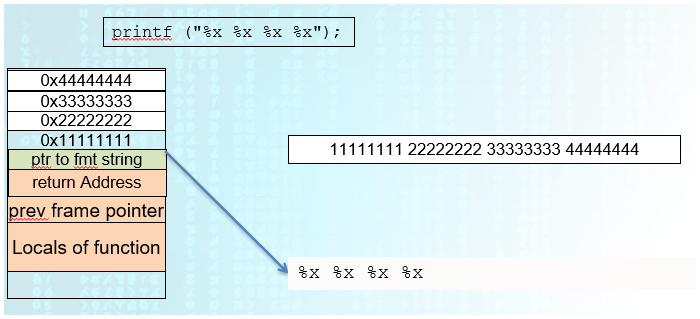 printf ("%x %x %x %x");
0x44444444
0x33333333
0x22222222
0x11111111
ptr to fmt string
return Address
prev frame pointer
Locals of function
11111111 22222222 33333333 44444444
%x %x %x %x